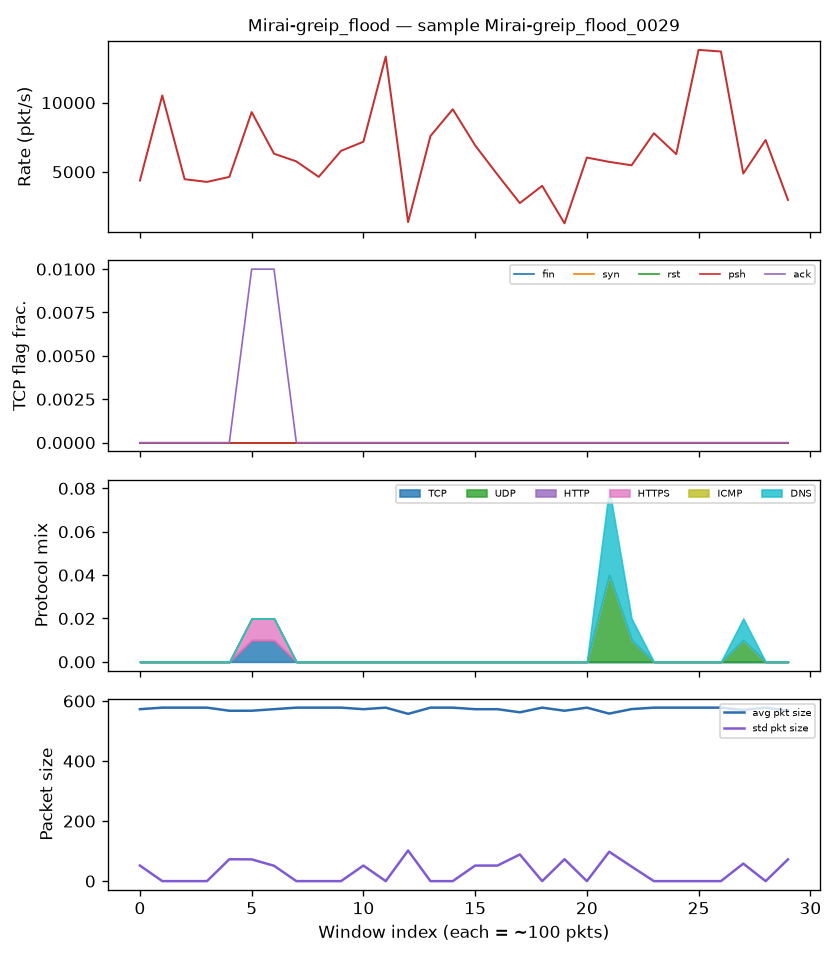 Mirai-greip_flood — sample Mirai-greip_flood_0029
10000
5000
Rate (pkt/s)
fin syn rst psh ack
0.0100
0.0075
0.0050
0.0025
0.0000
TCP flag frac.
TCP UDP HTTP HTTPS ICMP DNS
0.08
0.06
0.04
0.02
0.00
Protocol mix
avg pkt size
std pkt size
600
400
200
0
Packet size
0 5 10 15 20 25 30
Window index (each = ~100 pkts)